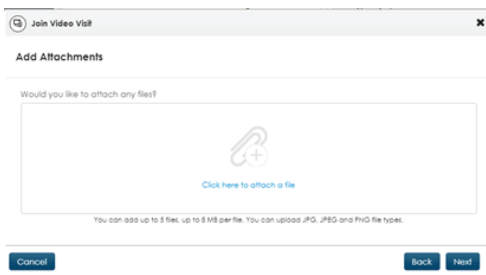 Join Video Visit
Add Attachments
Would you like to attach any files?
Click here to attach a file
You can add up to 5 files, up to 8 MB per file. You can upload JPG, JPEG and PNG file types.
Cancel
Back Next